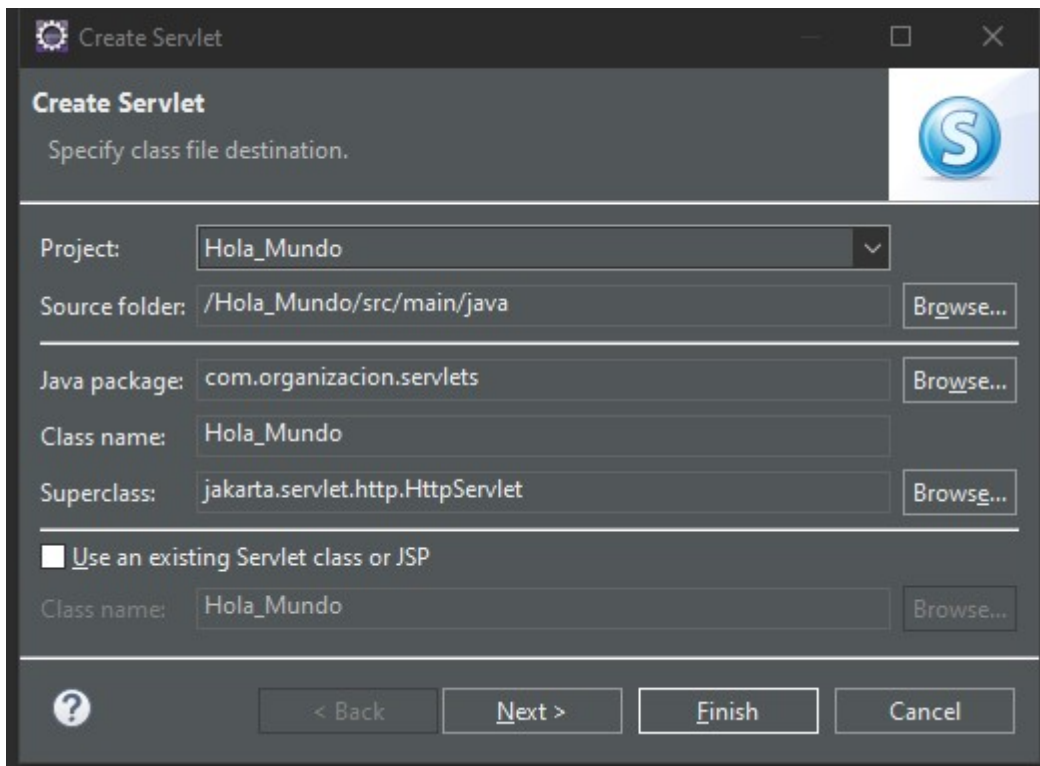 Create Servlet
Create Servlet
Specify class file destination.
S
Project: Hola_Mundo
Source folder: /Hola_Mundo/src/main/java Browse...
Java package: com.organizacion.servlets Browse...
Class name: Hola_Mundo
Superclass: jakarta.servlet.http.HttpServlet Browse...
Use an existing Servlet class or JSP
Class name: Hola_Mundo Browse...
? < Back Next > Finish Cancel